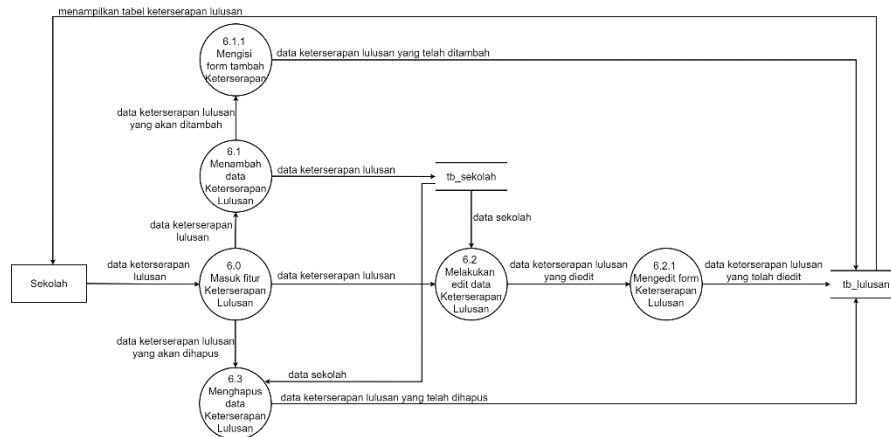 menampilkan tabel keterserapan lulusan
6.1.1
Mengisi
form tambah
Keterserapan
data keterserapan lulusan yang telah ditambah
data keterserapan lulusan
yang akan ditambah
6.1
Menambah
data
Keterserapan
Lulusan
data keterserapan lulusan
tb_sekolah
data keterserapan
lulusan
data sekolah
Sekolah
data keterserapan
lulusan
6.0
Masuk fitur
Keterserapan
Lulusan
data keterserapan lulusan
6.2
Melakukan
edit data
Keterserapan
Lulusan
data keterserapan lulusan
yang diedit
6.2.1
Mengedit form
Keterserapan
Lulusan
data keterserapan lulusan
yang telah diedit
tb_lulusan
data keterserapan lulusan
yang akan dihapus
data sekolah
6.3
Menghapus
data
Keterserapan
Lulusan
data keterserapan lulusan yang telah dihapus